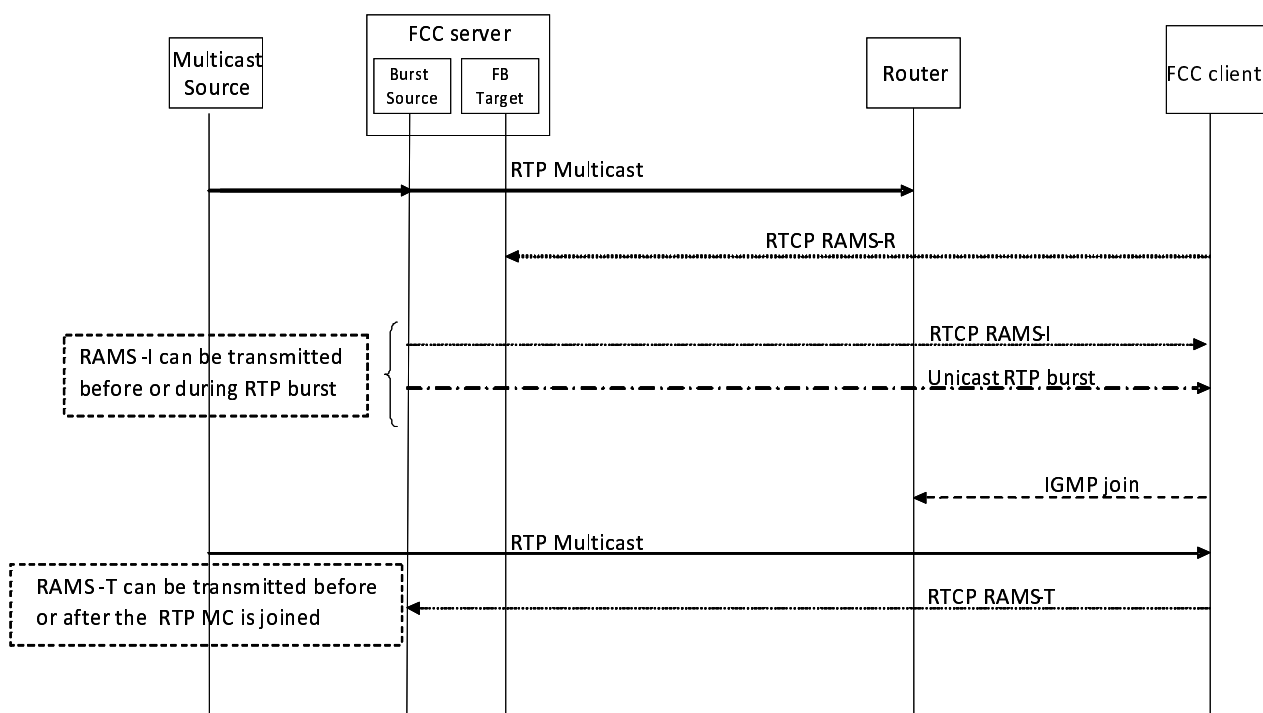 FCC server
Multicast
Source
Burst
Source
FB
Target
Router
FCC client
RTP Multicast
RTCP RAMS-R
RTCP RAMS-I
RAMS-I can be transmitted
before or during RTP burst
Unicast RTP burst
IGMP join
RTP Multicast
RAMS-T can be transmitted before
or after the RTP MC is joined
RTCP RAMS-T